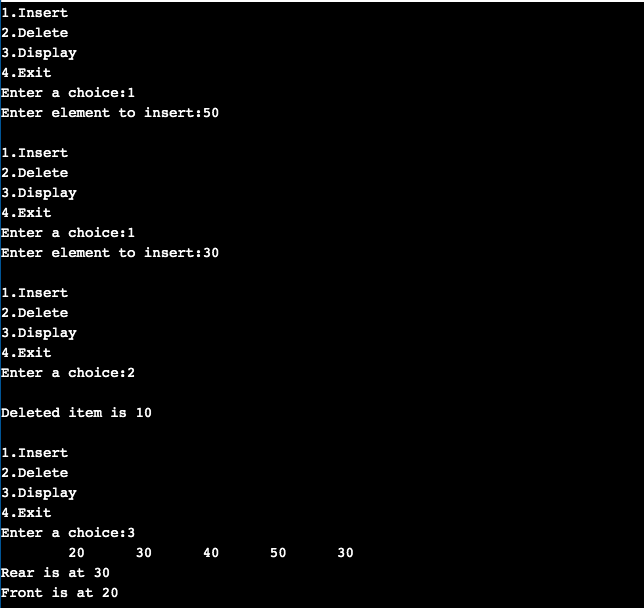 1.Insert
2.Delete
3.Display
4.Exit
Enter a choice:1
Enter element to insert:50
1.Insert
2.Delete
3.Display
4.Exit
Enter a choice:1
Enter element to insert:30
1.Insert
2.Delete
3.Display
4.Exit
Enter a choice:2
Deleted item is 10
1.Insert
2.Delete
3.Display
4.Exit
Enter a choice:3
20 30 40 50 30
Rear is at 30
Front is at 20